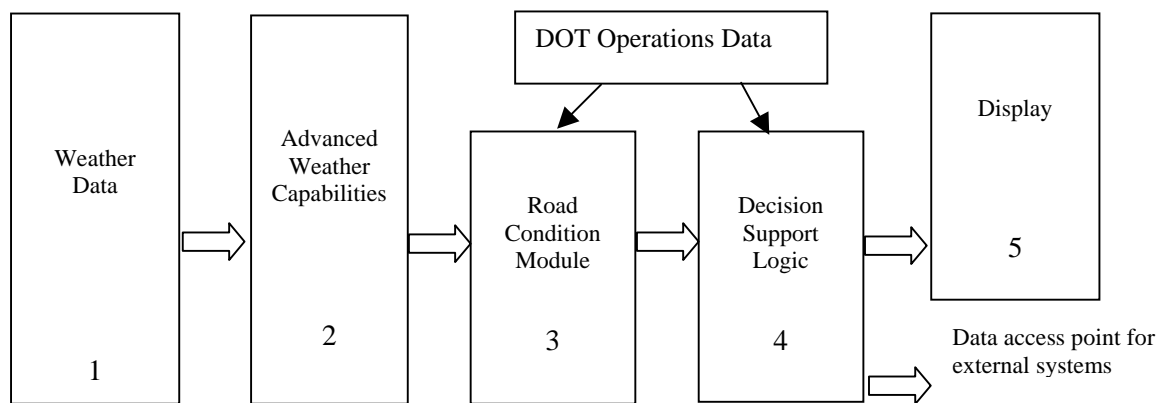 DOT Operations Data
Weather
Data
1
Advanced
Weather
Capabilities
2
Road
Condition
Module
3
Decision
Support
Logic
4
Display
5
Data access point for
external systems